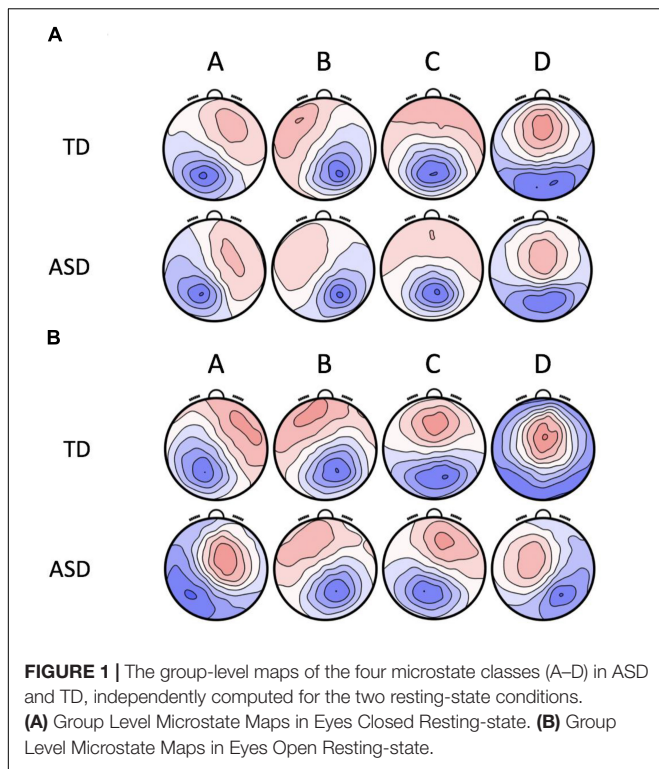 A
A B C D
TD
ASD
B
A B C D
TD
ASD
FIGURE 1 | The group-level maps of the four microstate classes (A–D) in ASD
and TD, independently computed for the two resting-state conditions.
(A) Group Level Microstate Maps in Eyes Closed Resting-state. (B) Group
Level Microstate Maps in Eyes Open Resting-state.